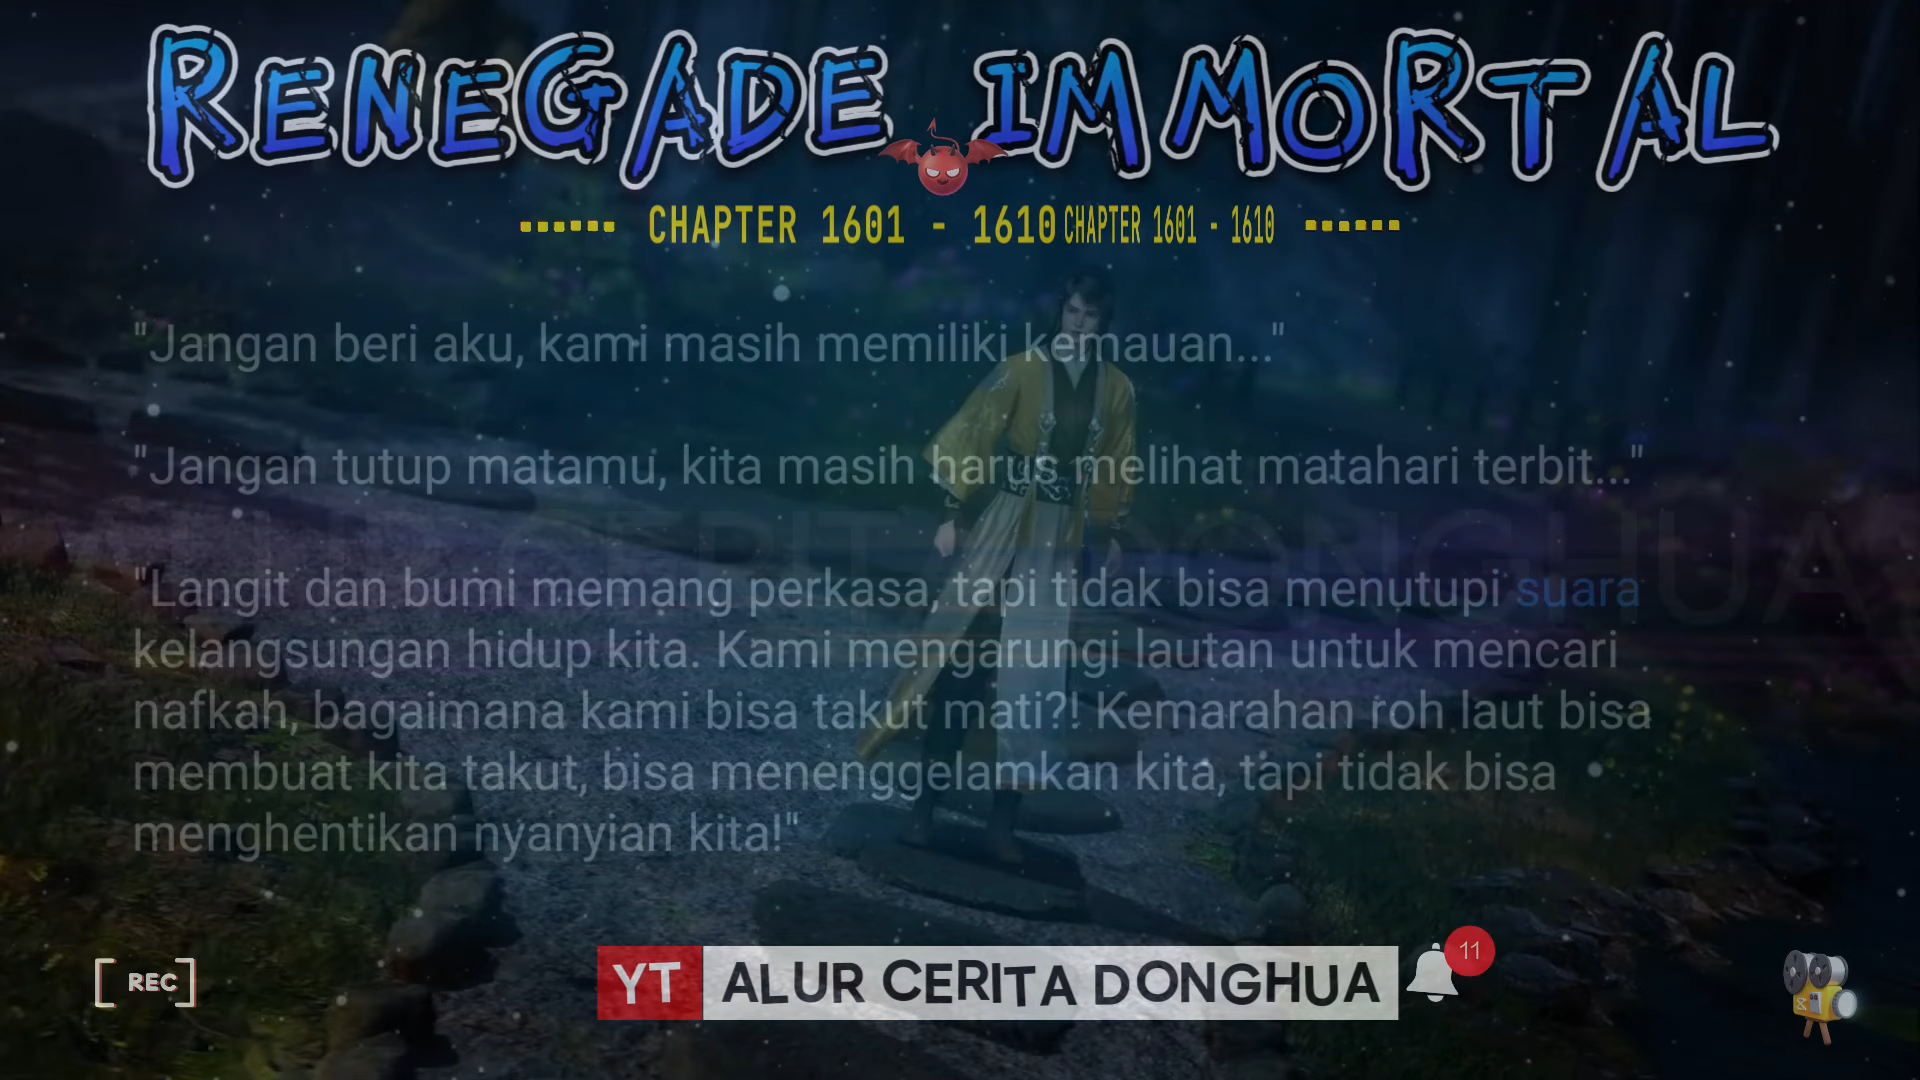 RENEGADE IMMORTAL
CHAPTER 1601 - 1610 CHAPTER 1601 - 1610
"Jangan beri aku, kami masih memiliki kemauan..."
"Jangan tutup matamu, kita masih harus melihat matahari terbit..."
ALUR CERITA DONGHUA
"Langit dan bumi memang perkasa, tapi tidak bisa menutupi suara
kelangsungan hidup kita. Kami mengarungi lautan untuk mencari
nafkah, bagaimana kami bisa takut mati?! Kemarahan roh laut bisa
membuat kita takut, bisa menenggelamkan kita, tapi tidak bisa
menghentikan nyanyian kita!"
[ REC ]
YT ALUR CERITA DONGHUA
11